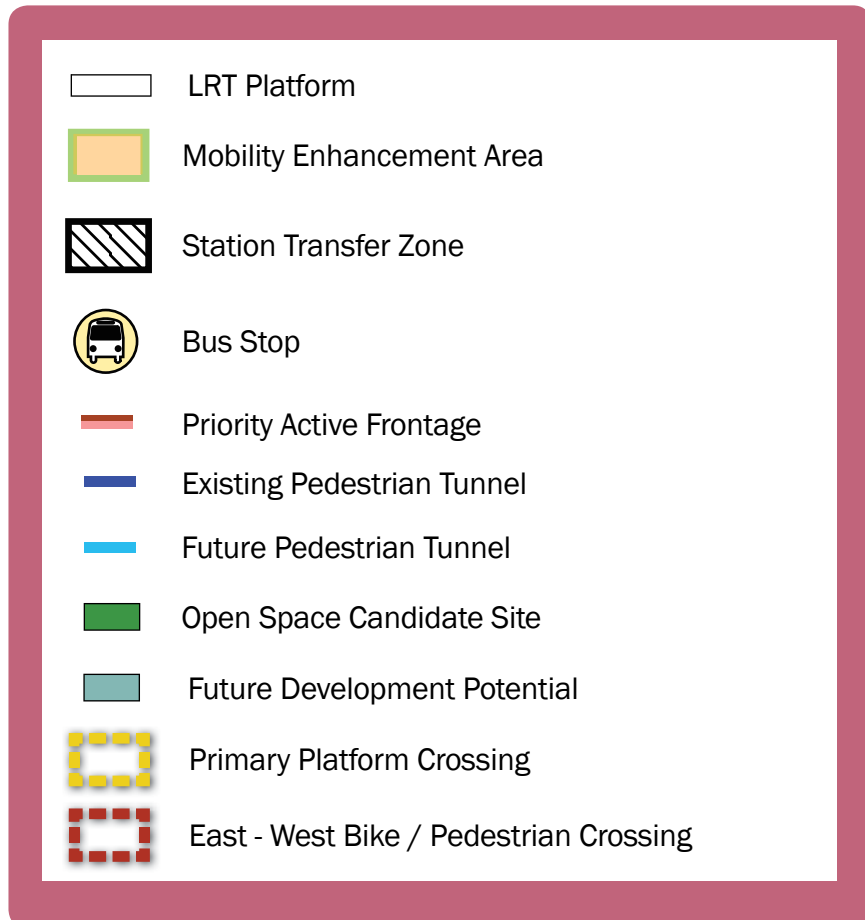 LRT Platform
Mobility Enhancement Area
Station Transfer Zone
Bus Stop
Priority Active Frontage
Existing Pedestrian Tunnel
Future Pedestrian Tunnel
Open Space Candidate Site
Future Development Potential
Primary Platform Crossing
East - West Bike / Pedestrian Crossing